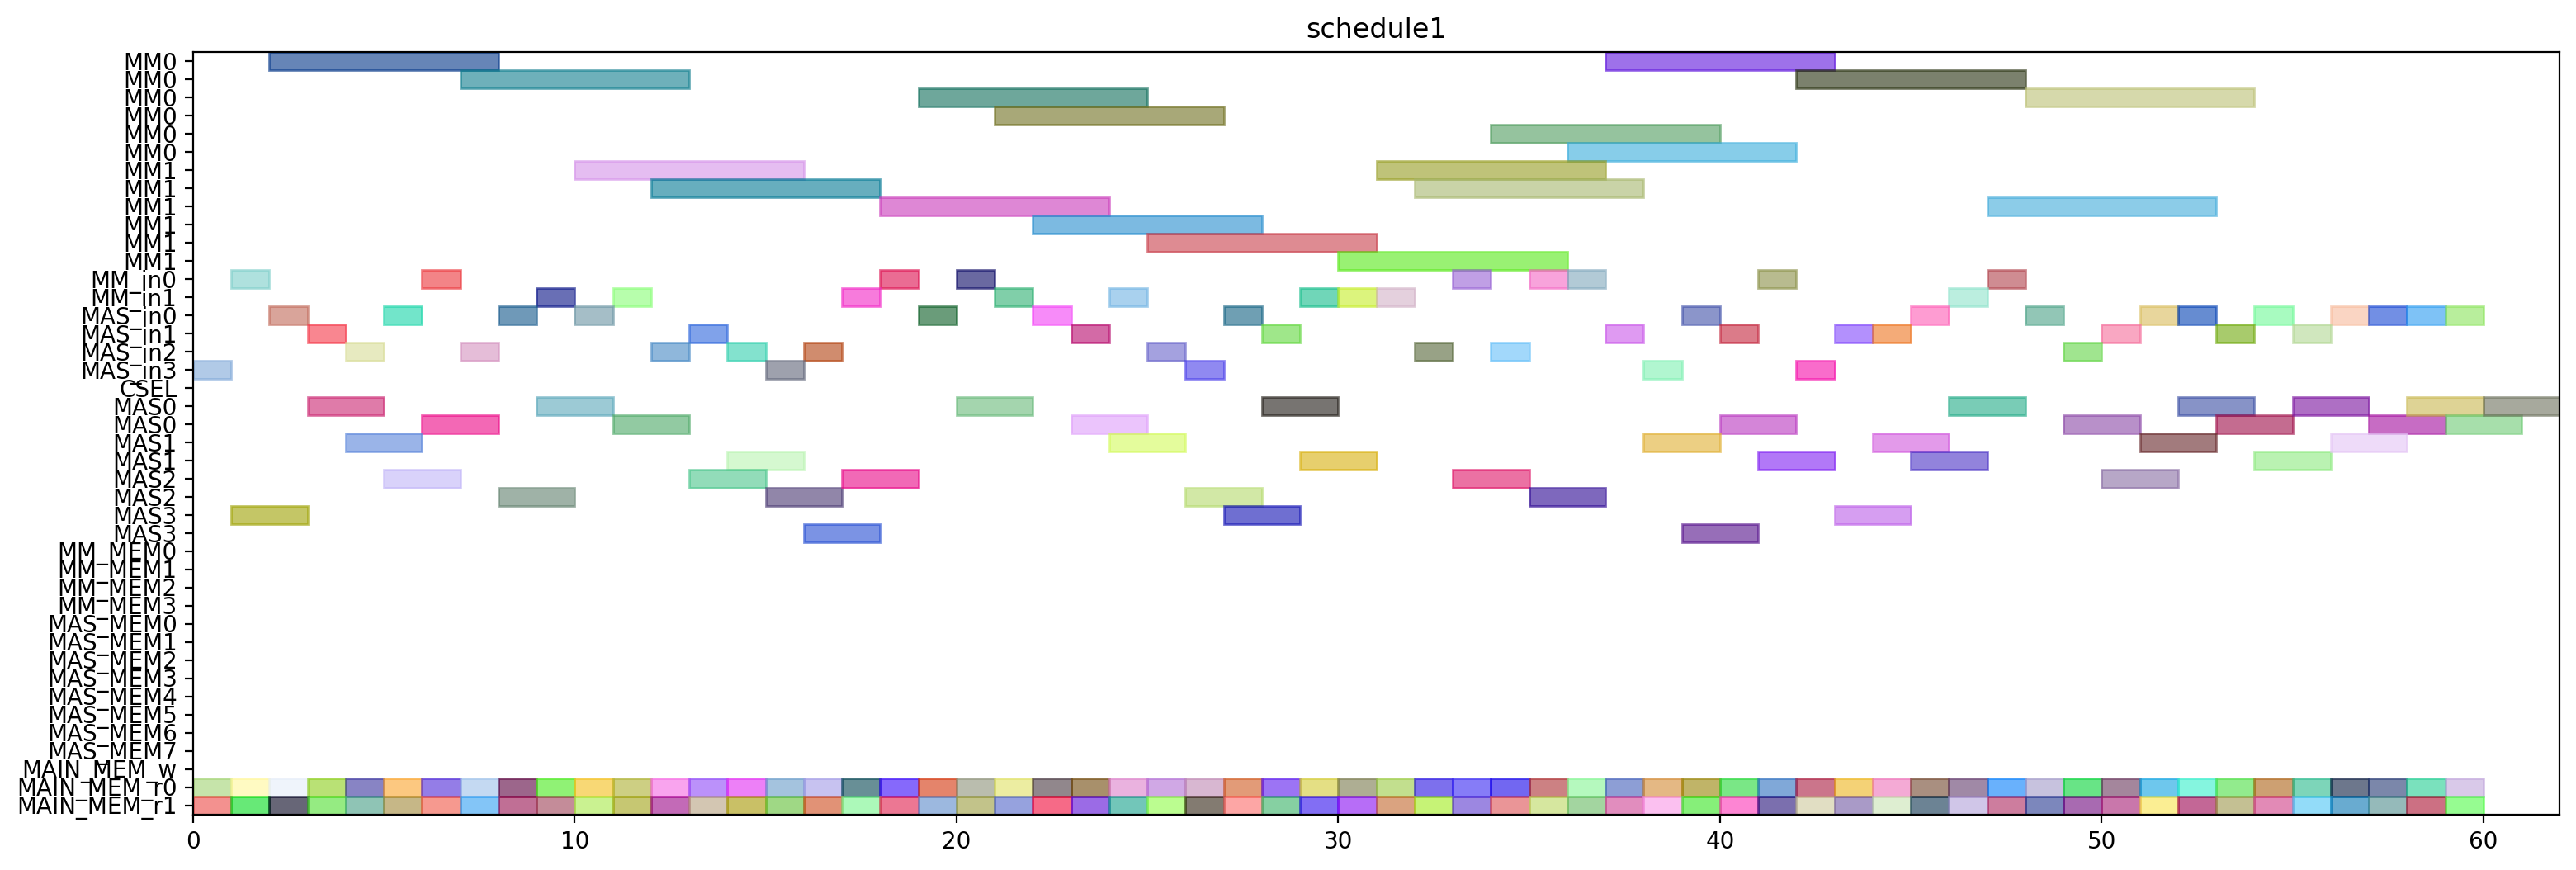 schedule1
MM0
MM0
MM0
MM0
MM0
MM0
MM1
MM1
MM1
MM1
MM1
MM1
MM_in0
MM_in1
MAS_in0
MAS_in1
MAS_in2
MAS_in3
CSEL
MAS0
MAS0
MAS1
MAS1
MAS2
MAS2
MAS3
MAS3
MM_MEM0
MM_MEM1
MM_MEM2
MM_MEM3
MAS_MEM0
MAS_MEM1
MAS_MEM2
MAS_MEM3
MAS_MEM4
MAS_MEM5
MAS_MEM6
MAS_MEM7
MAIN_MEM_w
MAIN_MEM_r0
MAIN_MEM_r1
0 10 20 30 40 50 60